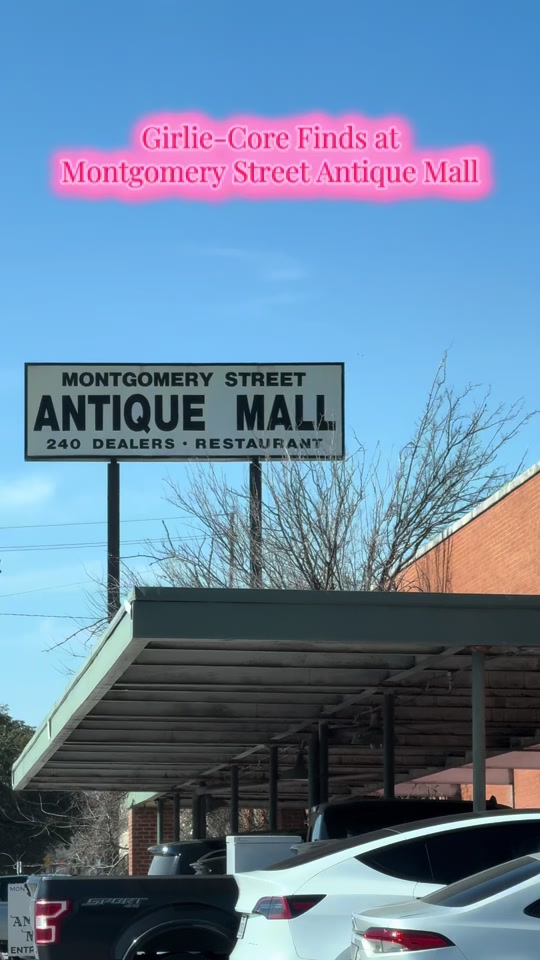 Girlie-Core Finds at
Montgomery Street Antique Mall
MONTGOMERY STREET
ANTIQUE MALL
240 DEALERS • RESTAURANT
SPORT